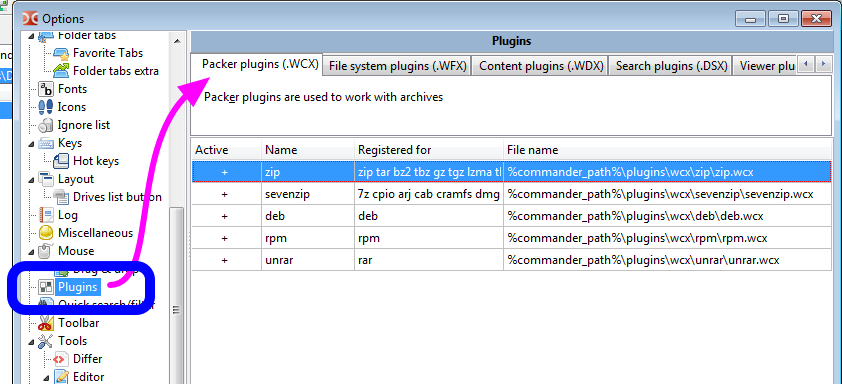 Options
Folder tabs
Favorite Tabs
Folder tabs extra
Fonts
Icons
Ignore list
Keys
Hot keys
Layout
Drives list button
Log
Miscellaneous
Mouse
Drag & drop
Plugins
Quick search/filter
Toolbar
Tools
Differ
Editor
Plugins
Packer plugins (.WCX) File system plugins (.WFX) Content plugins (.WDX) Search plugins (.DSX) Viewer plu
Packer plugins are used to work with archives
Active Name Registered for File name
+ zip zip tar bz2 tbz gz tgz lzma tl %commander_path%\plugins\wcx\zip\zip.wcx
+ sevenzip 7z cpio arj cab cramfs dmg %commander_path%\plugins\wcx\sevenzip\sevenzip.wcx
+ deb deb %commander_path%\plugins\wcx\deb\deb.wcx
+ rpm rpm %commander_path%\plugins\wcx\rpm\rpm.wcx
+ unrar rar %commander_path%\plugins\wcx\unrar\unrar.wcx